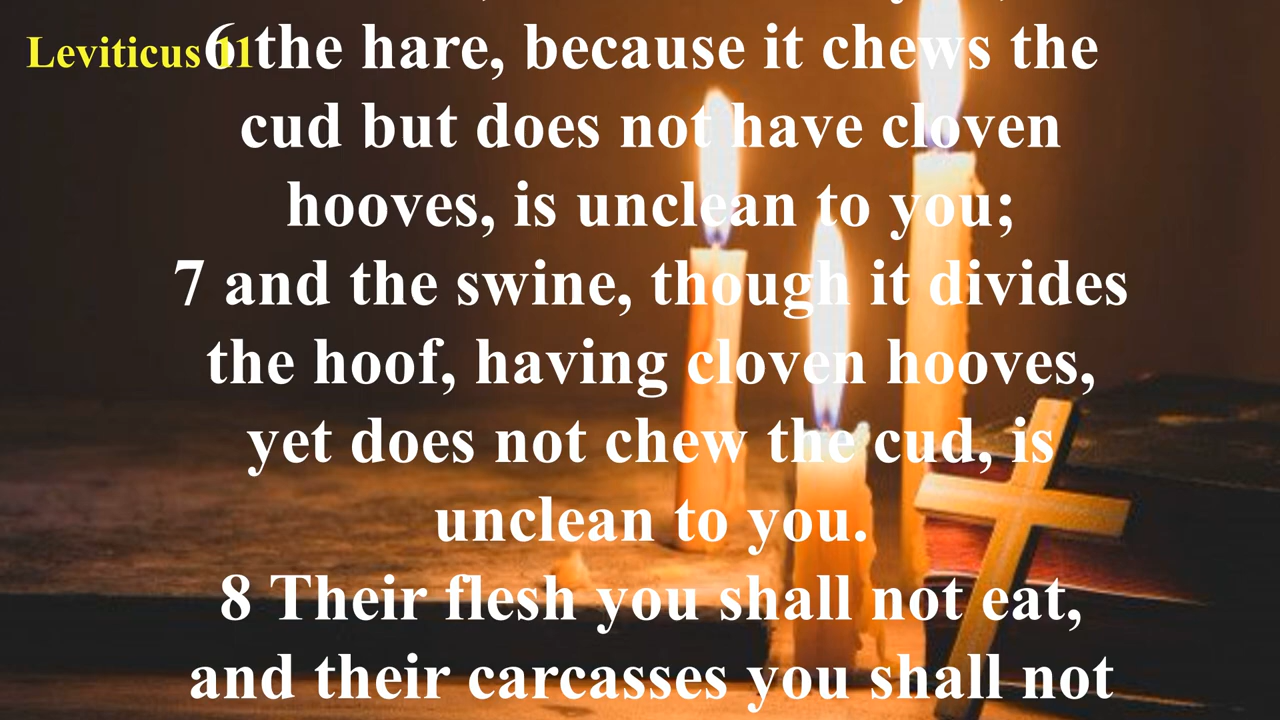 Leviticus 11
6 the hare, because it chews the
cud but does not have cloven
hooves, is unclean to you;
7 and the swine, though it divides
the hoof, having cloven hooves,
yet does not chew the cud, is
unclean to you.
8 Their flesh you shall not eat,
and their carcasses you shall not